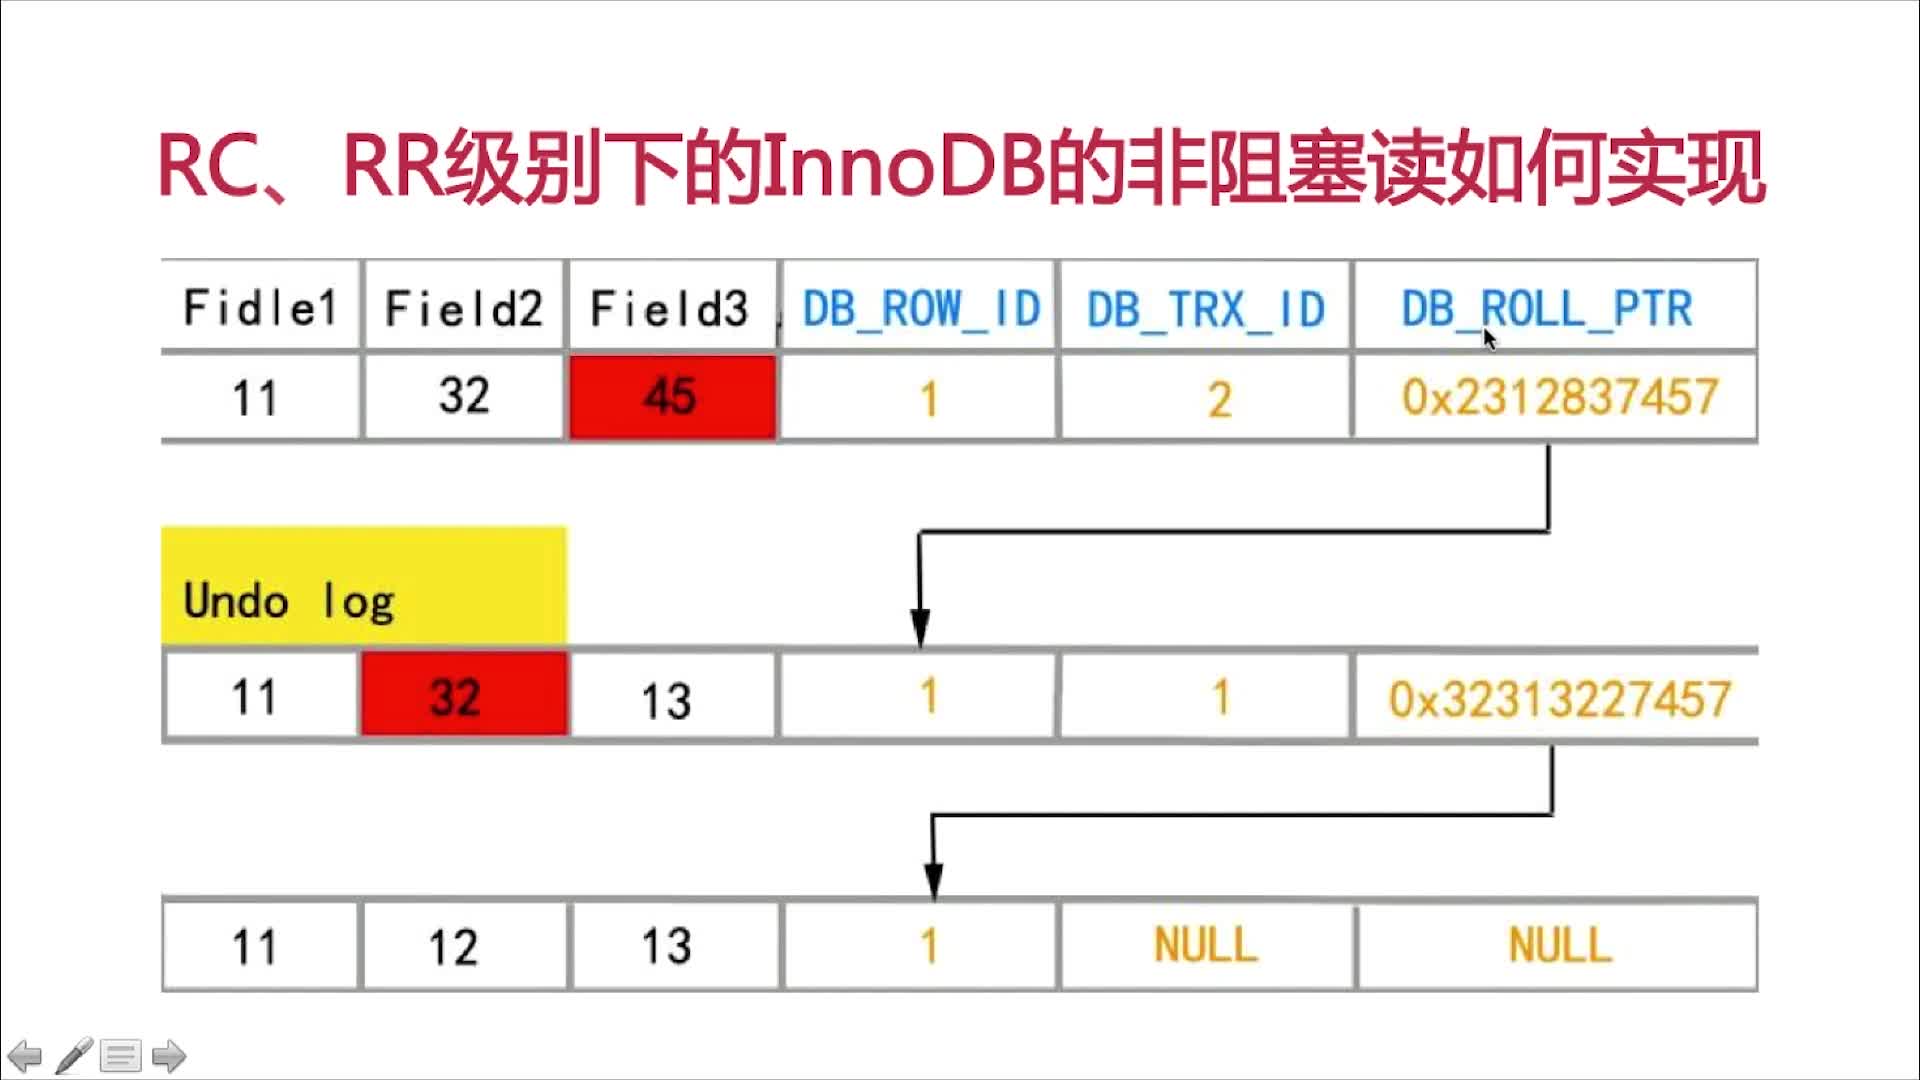 RC、RR级别下的InnoDB的非阻塞读如何实现
Fidle1 Field2 Field3 DB_ROW_ID DB_TRX_ID DB_ROLL_PTR
11 32 45 1 2 0x2312837457
Undo log
11 32 13 1 1 0x32313227457
11 12 13 1 NULL NULL